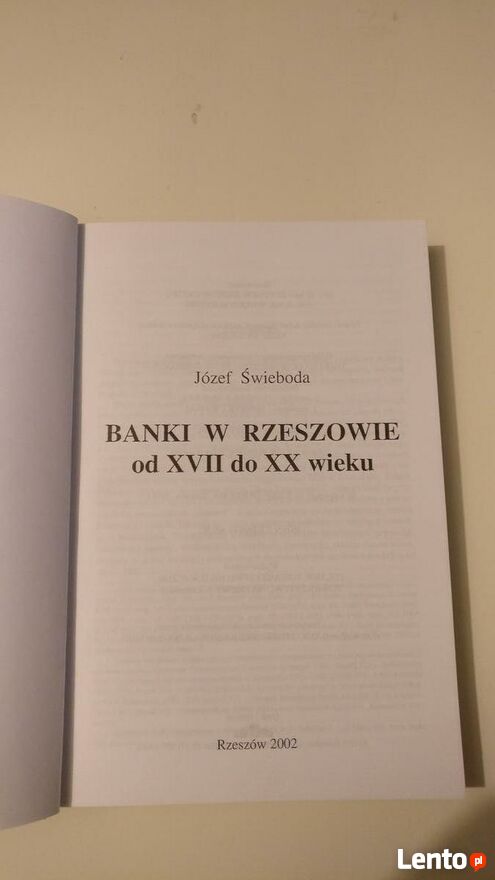 Józef Świeboda
BANKI W RZESZOWIE
od XVII do XX wieku
Rzeszów 2002
Lento.pl